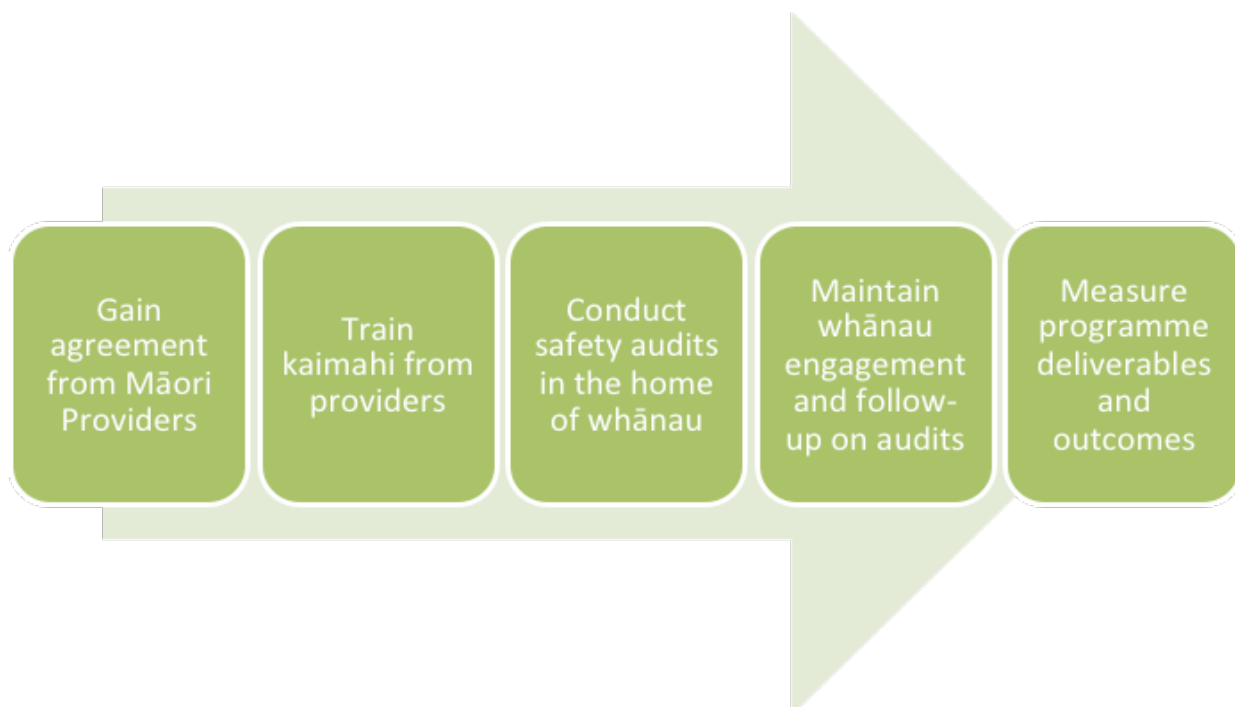 Gain
agreement
from Māori
Providers
Train
kaimahi from
providers
Conduct
safety audits
in the home
of whānau
Maintain
whānau
engagement
and follow-
up on audits
Measure
programme
deliverables
and
outcomes